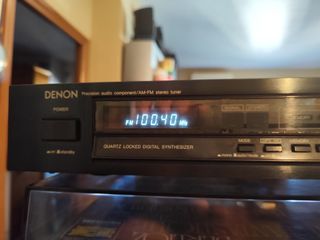 DENON Precision audio component/AM-FM stereo tuner
POWER
FM 100.40 MHz
MODE
QUARTZ LOCKED DIGITAL SYNTHESIZER